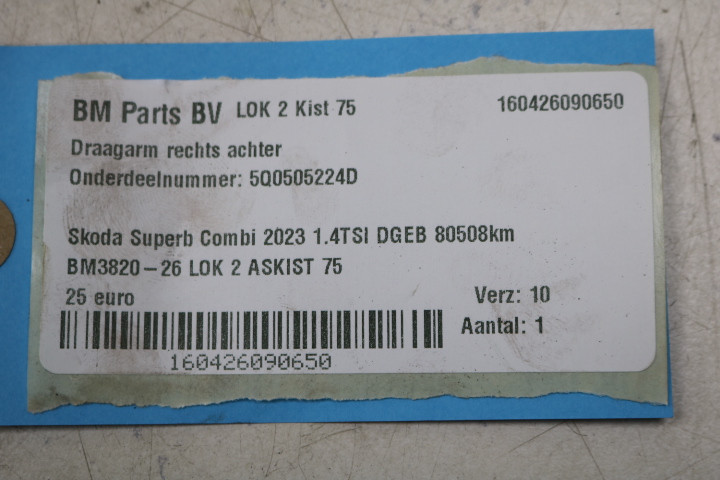 BM Parts BV LOK 2 Kist 75 160426090650
Draagarm rechts achter
Onderdeelnummer: 5Q0505224D
Skoda Superb Combi 2023 1.4TSI DGEB 80508km
BM3820-26 LOK 2 ASKIST 75
25 euro Verz: 10
Aantal: 1
160426090650